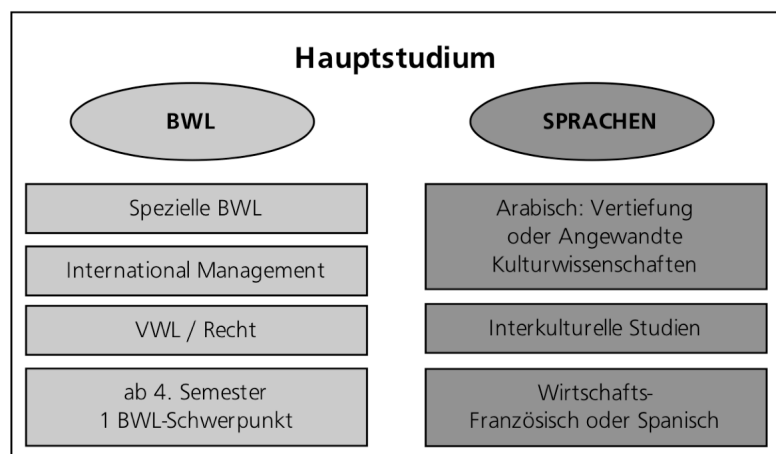 Hauptstudium
BWL
Spezielle BWL
International Management
VWL / Recht
ab 4. Semester
1 BWL-Schwerpunkt
SPRACHEN
Arabisch: Vertiefung
oder Angewandte
Kulturwissenschaften
Interkulturelle Studien
Wirtschafts-
Französisch oder Spanisch